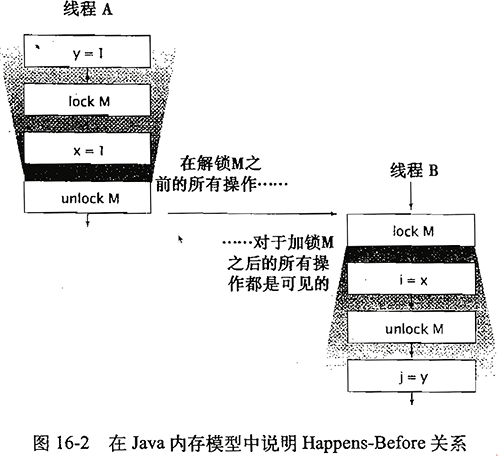 线程 A
y = 1
lock M
x = 1
unlock M
在解锁M之
前的所有操作……
线程 B
……对于加锁M
之后的所有操
作都是可见的
lock M
i = x
unlock M
j = y
图 16-2 在 Java 内存模型中说明 Happens-Before 关系